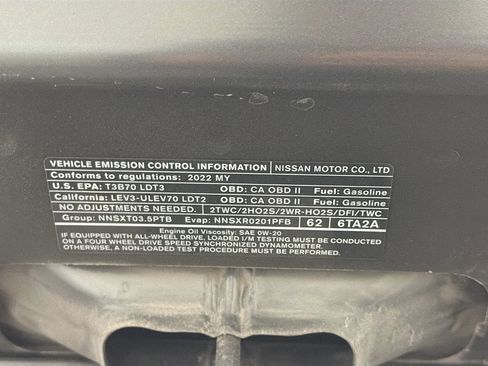 VEHICLE EMISSION CONTROL INFORMATION NISSAN MOTOR CO., LTD
Conforms to regulations: 2022 MY
U.S. EPA: T3B70 LDT3 OBD: CA OBD II Fuel: Gasoline
California: LEV3-ULEV70 LDT2 OBD: CA OBD II Fuel: Gasoline
NO ADJUSTMENTS NEEDED. 2TWC/2HO2S/2WR-HO2S/DFI/TWC
Group: NNSXT03.5PTB Evap: NNSXR0201PFB 62 6TA2A
Engine Oil Viscosity: SAE 0W-20
IF EQUIPPED WITH ALL-WHEEL DRIVE, LOADED I/M TESTING MUST BE CONDUCTED
ON A FOUR WHEEL DRIVE SPEED SYNCHRONIZED DYNAMOMETER.
OTHERWISE, A NON-LOADED TEST PROCEDURE MUST BE PERFORMED.